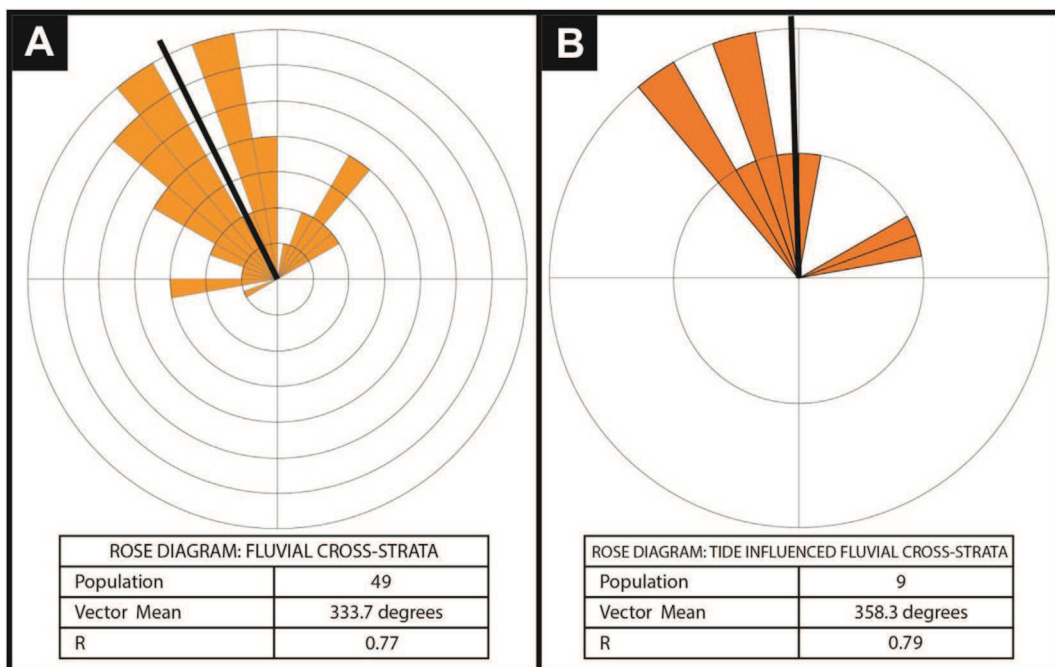 A
B
ROSE DIAGRAM: FLUVIAL CROSS-STRATA
Population 49
Vector Mean 333.7 degrees
R 0.77
ROSE DIAGRAM: TIDE INFLUENCED FLUVIAL CROSS-STRATA
Population 9
Vector Mean 358.3 degrees
R 0.79